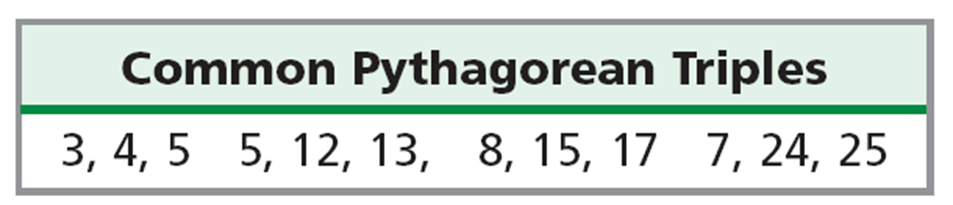 Common Pythagorean Triples
3, 4, 5 5, 12, 13, 8, 15, 17 7, 24, 25